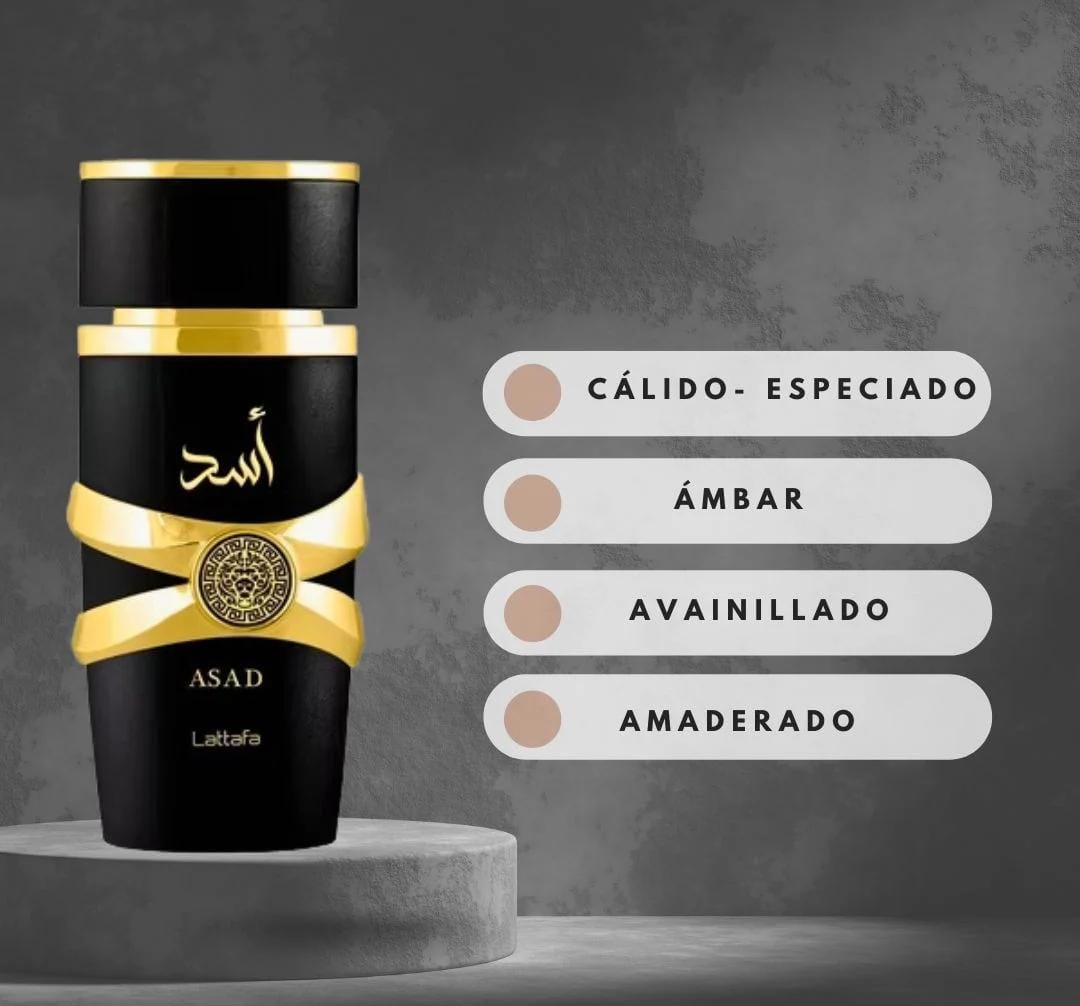 أسد
ASAD
Lattafa
CÁLIDO- ESPECIADO
ÁMBAR
AVAINILLADO
AMADERADO